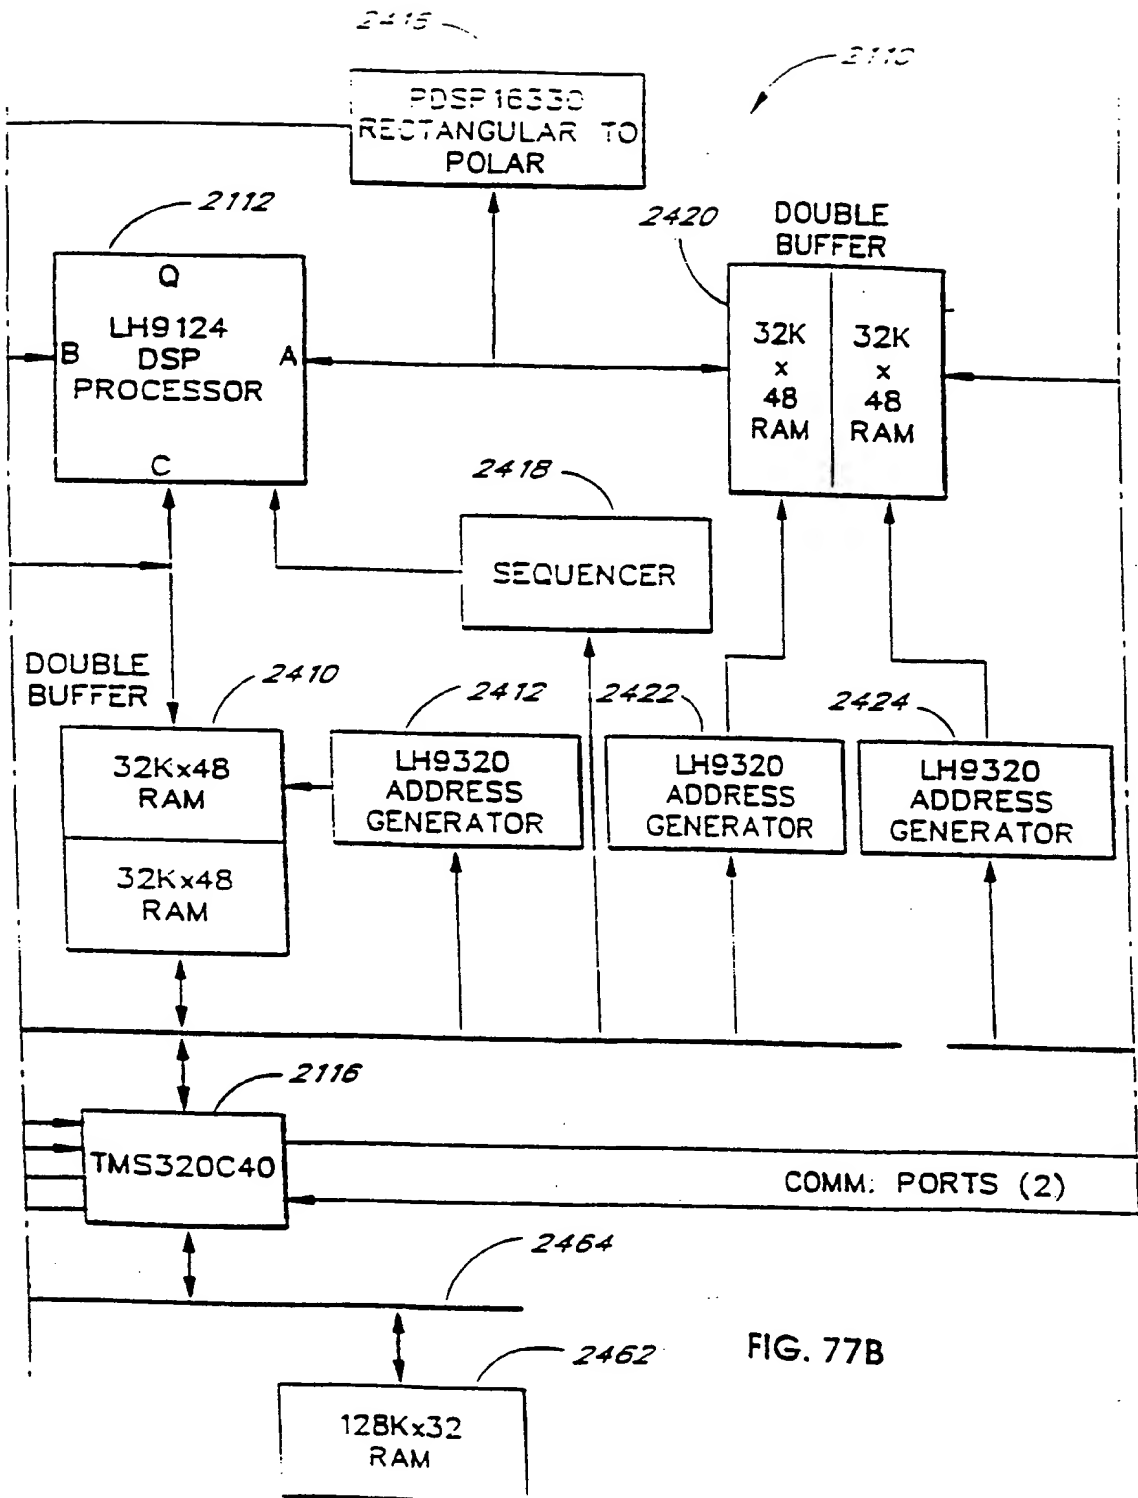 2110
PDSP16330
RECTANGULAR TO
POLAR
2112
2420
DOUBLE
BUFFER
Q
LH9124
DSP
PROCESSOR
B
A
C
32K
x
48
RAM
32K
x
48
RAM
2418
SEQUENCER
DOUBLE
BUFFER
2410
2412
2422
2424
32Kx48
RAM
32Kx48
RAM
LH9320
ADDRESS
GENERATOR
LH9320
ADDRESS
GENERATOR
LH9320
ADDRESS
GENERATOR
2116
TMS320C40
COMM. PORTS (2)
2464
2462
128Kx32
RAM
FIG. 77B